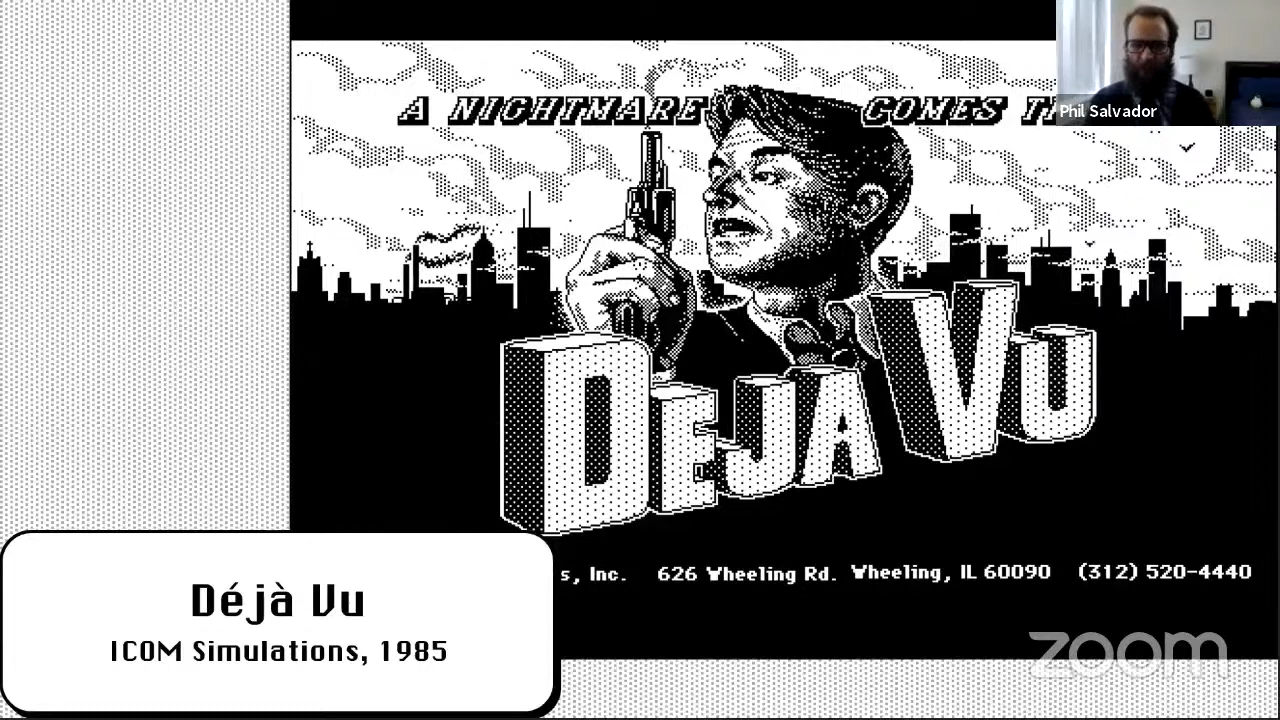 A NIGHTMARE COMES
Phil Salvador
DEJA VU
s, Inc. 626 Wheeling Rd. Wheeling, IL 60090 (312) 520-4440
Déjà Vu
ICOM Simulations, 1985
zoom